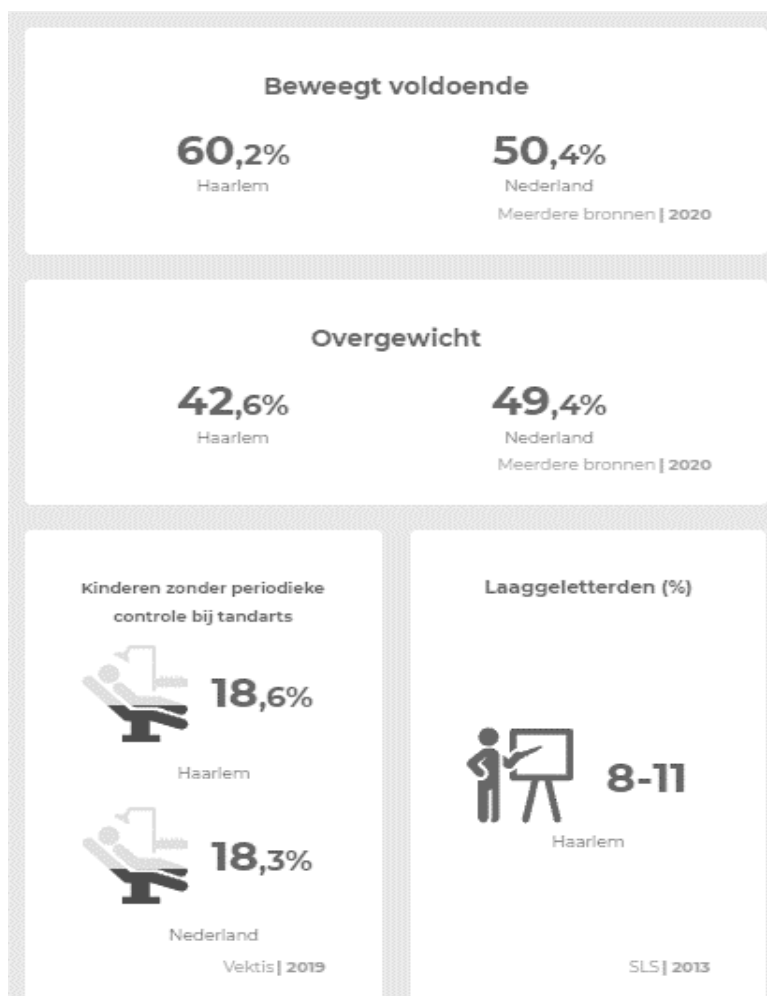 Beweegt voldoende
60,2% 50,4%
Haarlem Nederland
Meerdere bronnen | 2020
Overgewicht
42,6% 49,4%
Haarlem Nederland
Meerdere bronnen | 2020
Kinderen zonder periodieke
controle bij tandarts
18,6%
Haarlem
18,3%
Nederland
Vektis | 2019
Laaggeletterden (%)
8-11
Haarlem
SLS | 2013